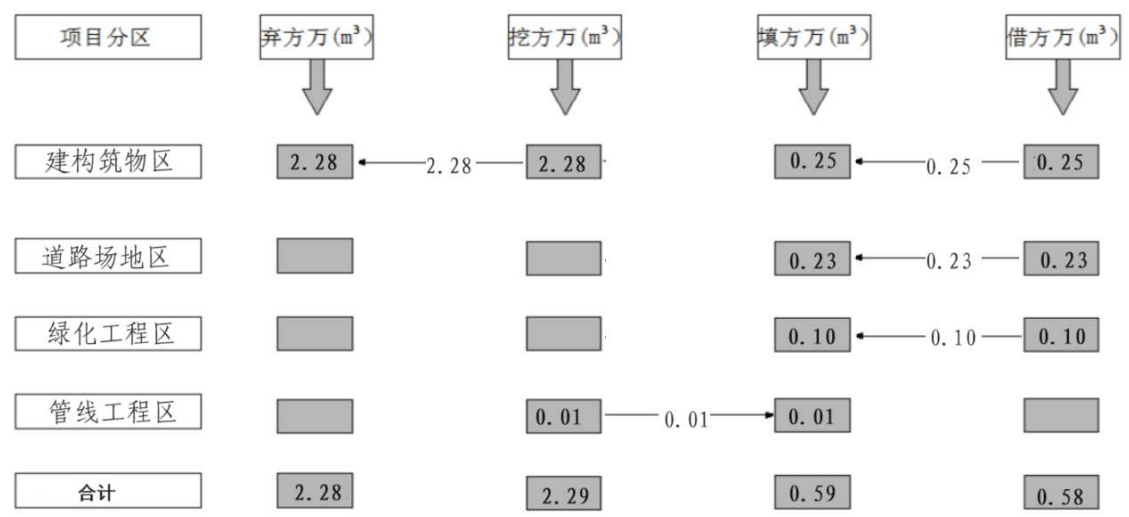 项目分区 弃方万(m³) 挖方万(m³) 填方万(m³) 借方万(m³)
建构筑物区 2.28 2.28 2.28 0.25 0.25 0.25
道路场地区 0.23 0.23 0.23
绿化工程区 0.10 0.10 0.10
管线工程区 0.01 0.01 0.01
合计 2.28 2.29 0.59 0.58